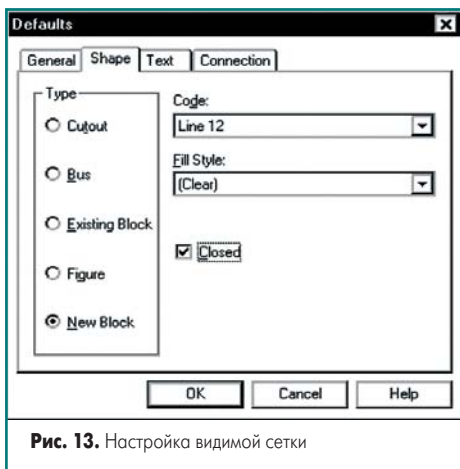 Defaults
General Shape Text Connection
Type
Cutout
Bus
Existing Block
Figure
New Block
Code:
Line 12
Fill Style:
(Clear)
Closed
OK Cancel Help
Рис. 13. Настройка видимой сетки